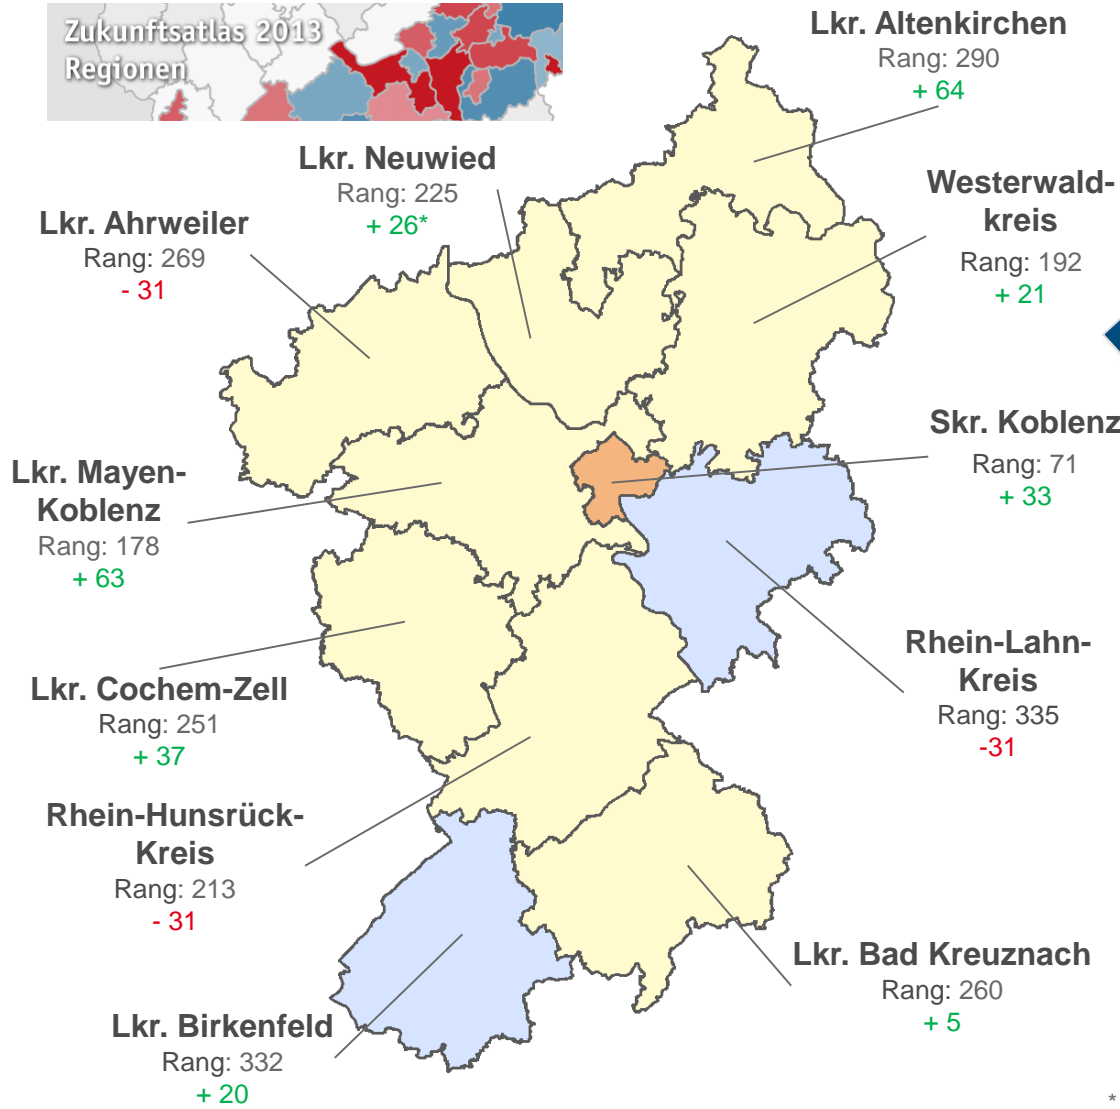 Zukunftsatlas 2013
Regionen
Lkr. Altenkirchen
Rang: 290
+ 64
Lkr. Neuwied
Rang: 225
+ 26*
Westerwald-
kreis
Rang: 192
+ 21
Lkr. Ahrweiler
Rang: 269
- 31
Skr. Koblenz
Rang: 71
+ 33
Lkr. Mayen-
Koblenz
Rang: 178
+ 63
Rhein-Lahn-
Kreis
Rang: 335
-31
Lkr. Cochem-Zell
Rang: 251
+ 37
Rhein-Hunsrück-
Kreis
Rang: 213
- 31
Lkr. Bad Kreuznach
Rang: 260
+ 5
Lkr. Birkenfeld
Rang: 332
+ 20
*